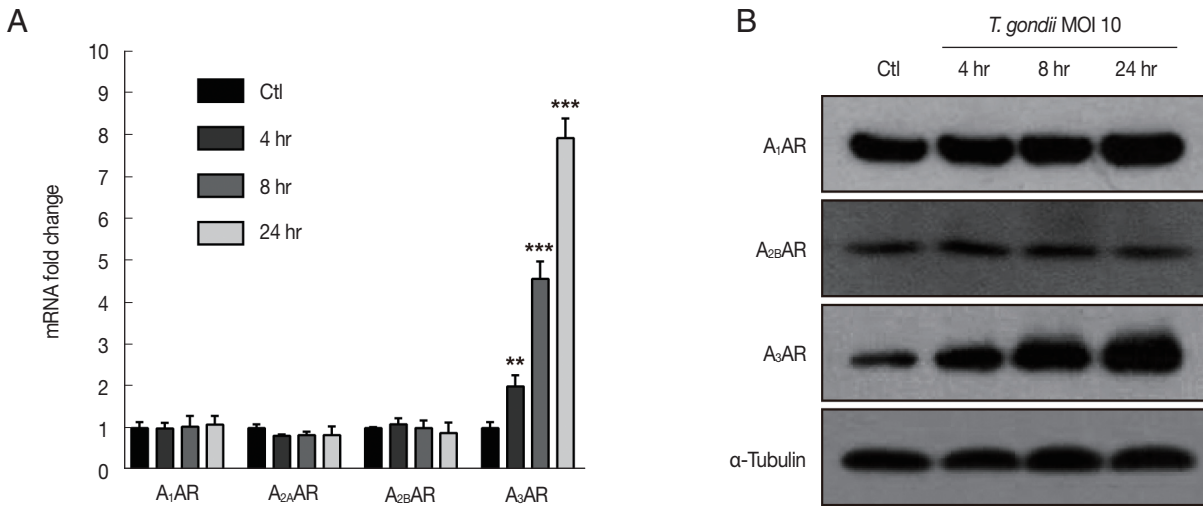 A
mRNA fold change
10
9
8
7
6
5
4
3
2
1
0
Ctl
4 hr
8 hr
24 hr
**
***
***
A₁AR
A₂ₐAR
A₂BAR
A₃AR
B
T. gondii MOI 10
Ctl 4 hr 8 hr 24 hr
A₁AR
A₂BAR
A₃AR
α-Tubulin